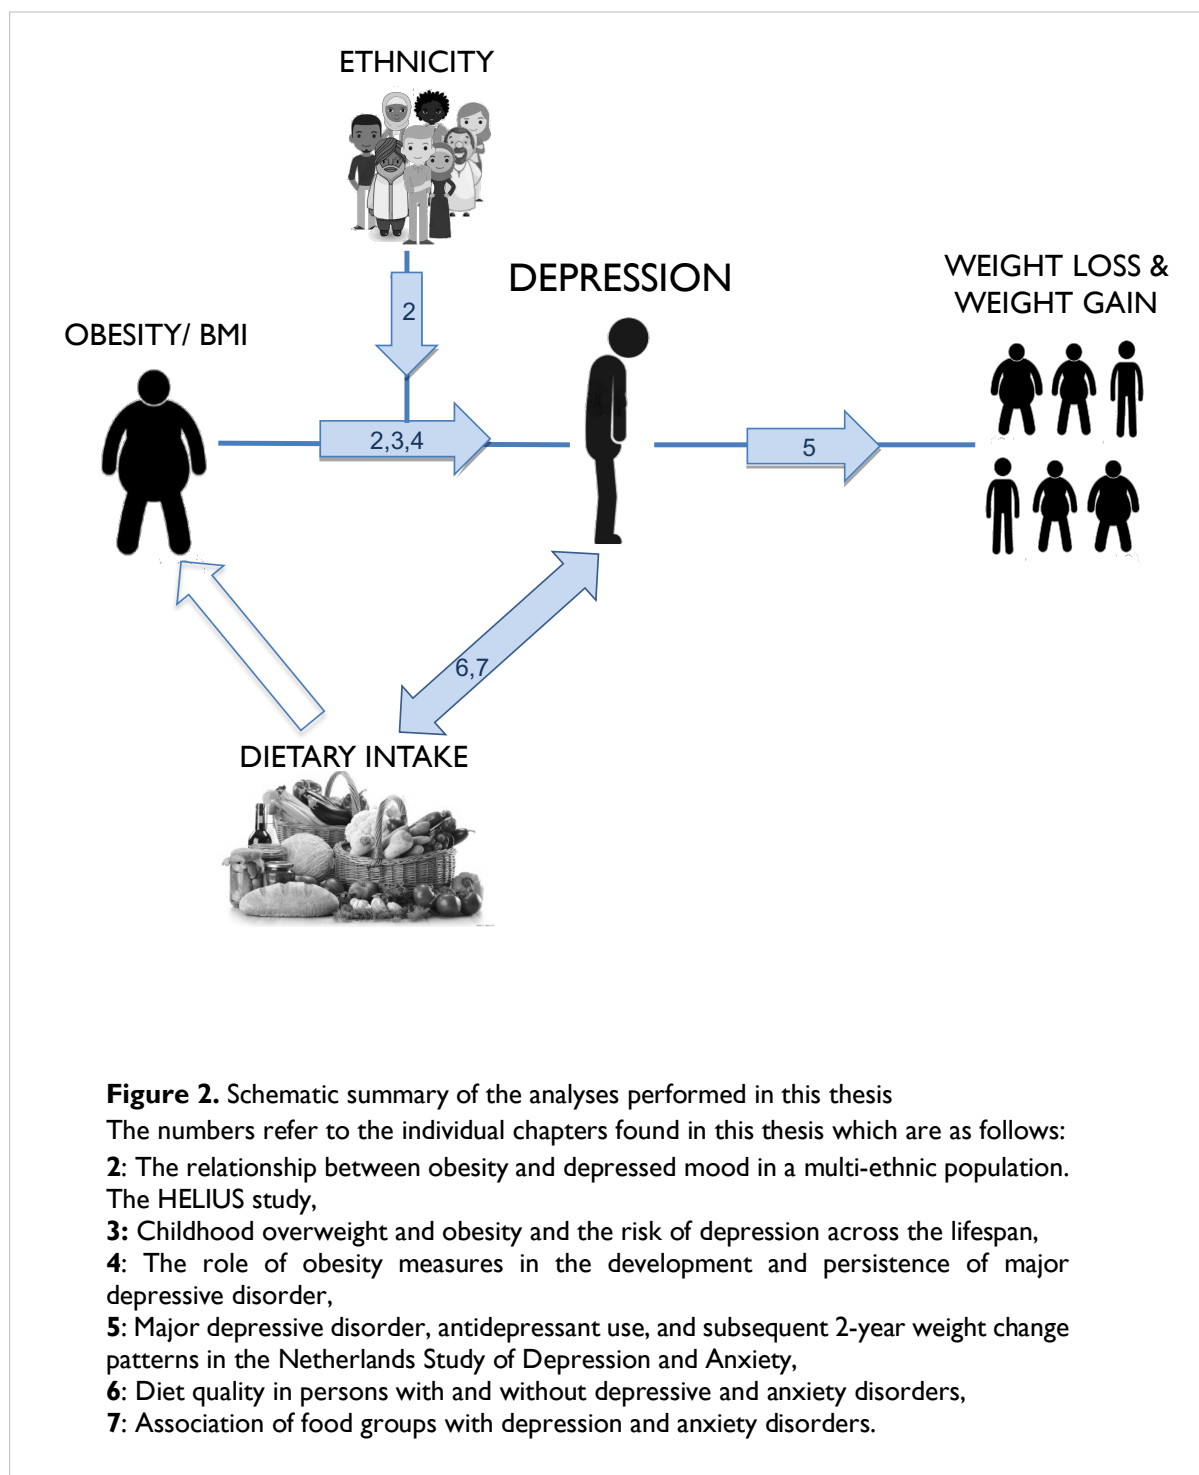 ETHNICITY
2
DEPRESSION
WEIGHT LOSS &
WEIGHT GAIN
OBESITY/ BMI
2,3,4
5
6,7
DIETARY INTAKE
Figure 2. Schematic summary of the analyses performed in this thesis
The numbers refer to the individual chapters found in this thesis which are as follows:
2: The relationship between obesity and depressed mood in a multi-ethnic population.
The HELIUS study,
3: Childhood overweight and obesity and the risk of depression across the lifespan,
4: The role of obesity measures in the development and persistence of major
depressive disorder,
5: Major depressive disorder, antidepressant use, and subsequent 2-year weight change
patterns in the Netherlands Study of Depression and Anxiety,
6: Diet quality in persons with and without depressive and anxiety disorders,
7: Association of food groups with depression and anxiety disorders.